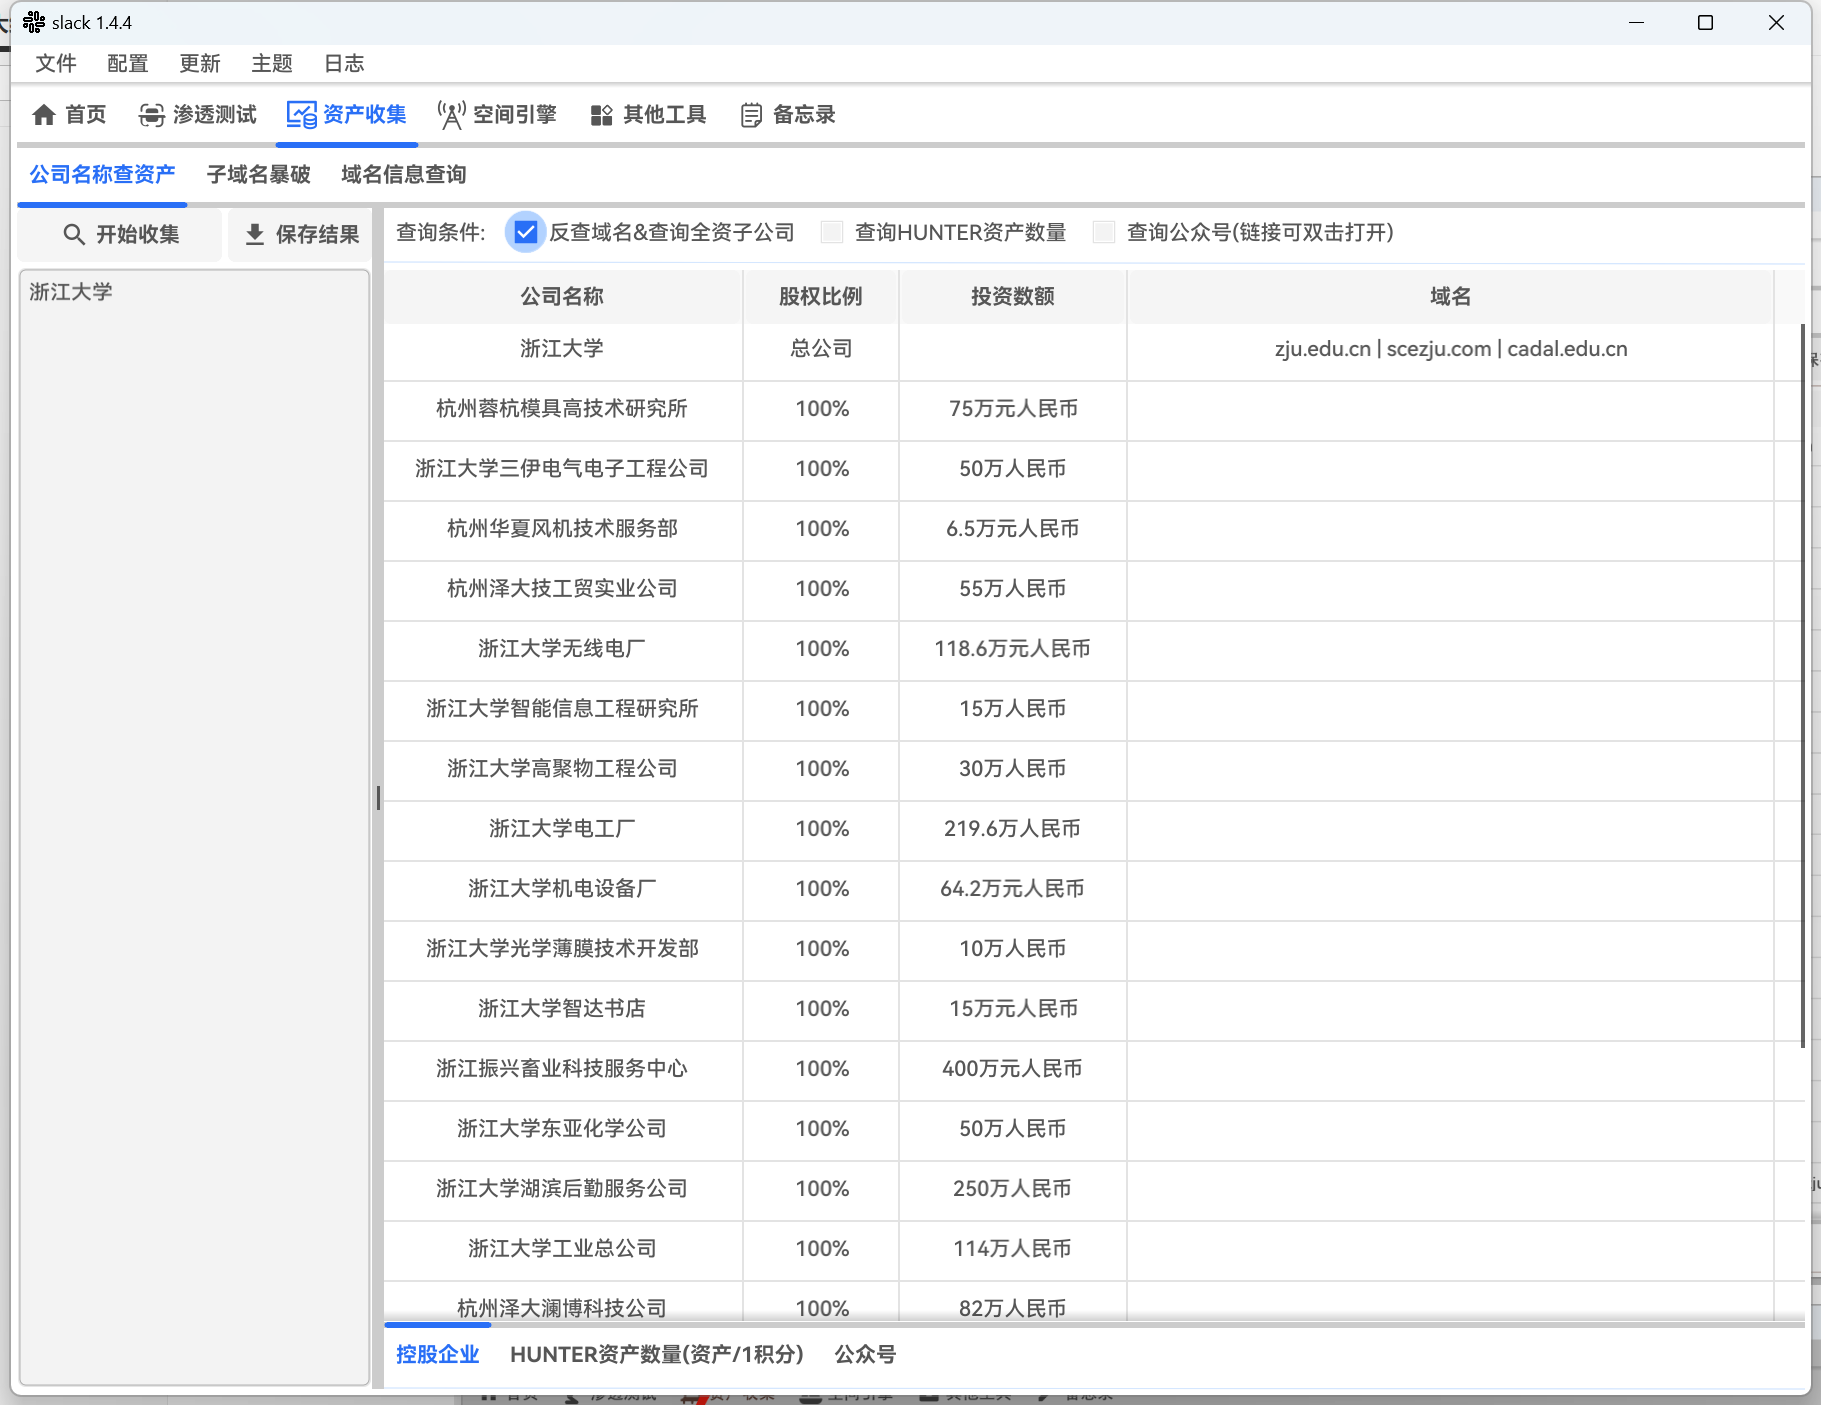 slack 1.4.4
文件 配置 更新 主题 日志
首页 渗透测试 资产收集 空间引擎 其他工具 备忘录
公司名称查资产 子域名暴破 域名信息查询
开始收集 保存结果 查询条件: 反查域名&查询全资子公司 查询HUNTER资产数量 查询公众号(链接可双击打开)
浙江大学
公司名称 股权比例 投资数额 域名
浙江大学 总公司 zju.edu.cn | scezju.com | cadal.edu.cn
杭州蓉杭模具高技术研究所 100% 75万元人民币
浙江大学三伊电气电子工程公司 100% 50万人民币
杭州华夏风机技术服务部 100% 6.5万元人民币
杭州泽大技工贸实业公司 100% 55万人民币
浙江大学无线电厂 100% 118.6万元人民币
浙江大学智能信息工程研究所 100% 15万人民币
浙江大学高聚物工程公司 100% 30万人民币
浙江大学电工厂 100% 219.6万人民币
浙江大学机电设备厂 100% 64.2万元人民币
浙江大学光学薄膜技术开发部 100% 10万人民币
浙江大学智达书店 100% 15万元人民币
浙江振兴畜业科技服务中心 100% 400万元人民币
浙江大学东亚化学公司 100% 50万人民币
浙江大学湖滨后勤服务公司 100% 250万人民币
浙江大学工业总公司 100% 114万人民币
杭州泽大澜博科技公司 100% 82万人民币
控股企业 HUNTER资产数量(资产/1积分) 公众号